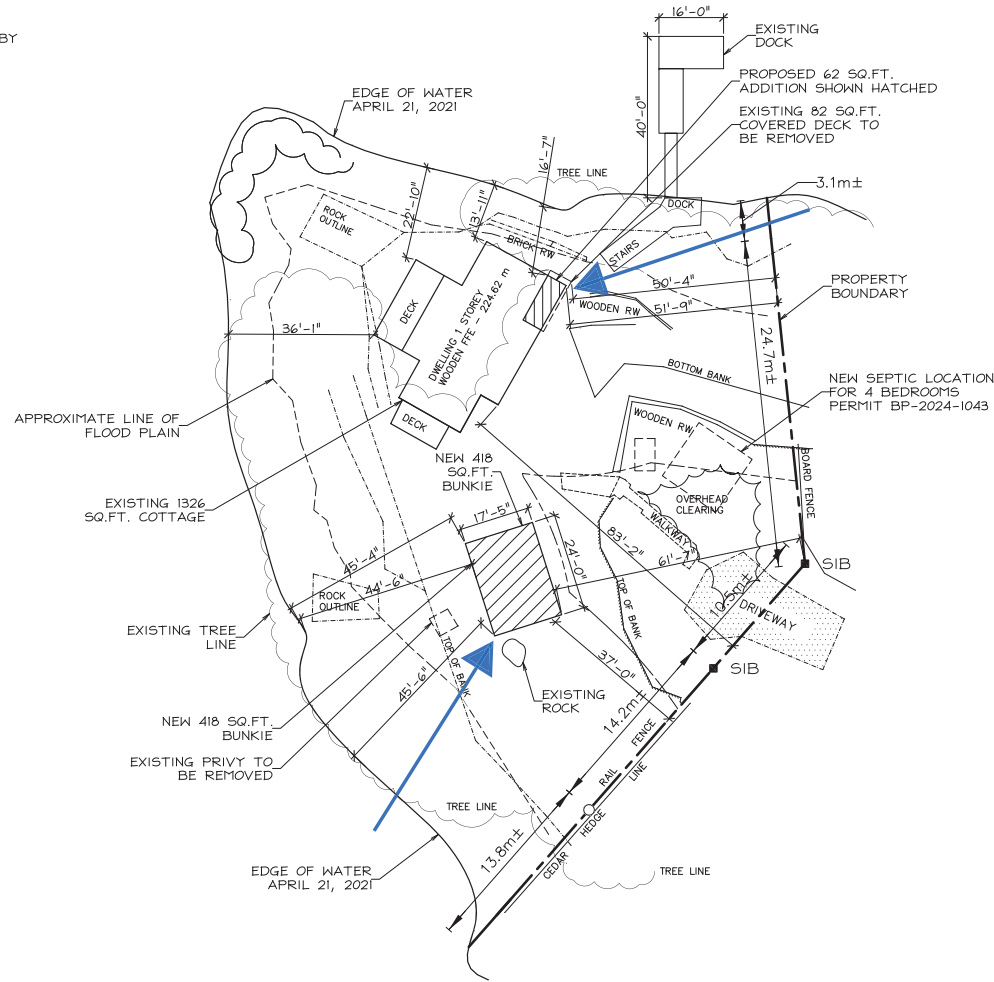 BY
16'-0"
EXISTING
DOCK
PROPOSED 62 SQ.FT.
ADDITION SHOWN HATCHED
EXISTING 82 SQ.FT.
COVERED DECK TO
BE REMOVED
EDGE OF WATER
APRIL 21, 2021
40'-0"
16'-7"
TREE LINE
3.1m±
22'-10"
13'-11"
DOCK
ROCK
OUTLINE
BRICK RW
STAIRS
50'-4"
51'-9"
WOODEN RW
PROPERTY
BOUNDARY
DECK
DWELLING 1 STOREY
WOODEN FFE - 224.62 m
36'-1"
24.7m±
BOTTOM BANK
NEW SEPTIC LOCATION
FOR 4 BEDROOMS
PERMIT BP-2024-1043
APPROXIMATE LINE OF
FLOOD PLAIN
DECK
WOODEN RW
NEW 418
SQ.FT.
BUNKIE
BOARD FENCE
EXISTING 1326
SQ.FT. COTTAGE
OVERHEAD
CLEARING
17'-5"
WALKWAY
83'-2"
61'-7"
24'-0"
45'-4"
44'-6"
SIB
ROCK
OUTLINE
10.5m±
DRIVEWAY
TOP OF BANK
EXISTING TREE
LINE
TOP OF BANK
37'-0"
SIB
45'-6"
EXISTING
ROCK
14.2m±
NEW 418 SQ.FT.
BUNKIE
FENCE
EXISTING PRIVY TO
BE REMOVED
RAIL
LINE
TREE LINE
HEDGE
13.8m±
CEDAR
TREE LINE
EDGE OF WATER
APRIL 21, 2021